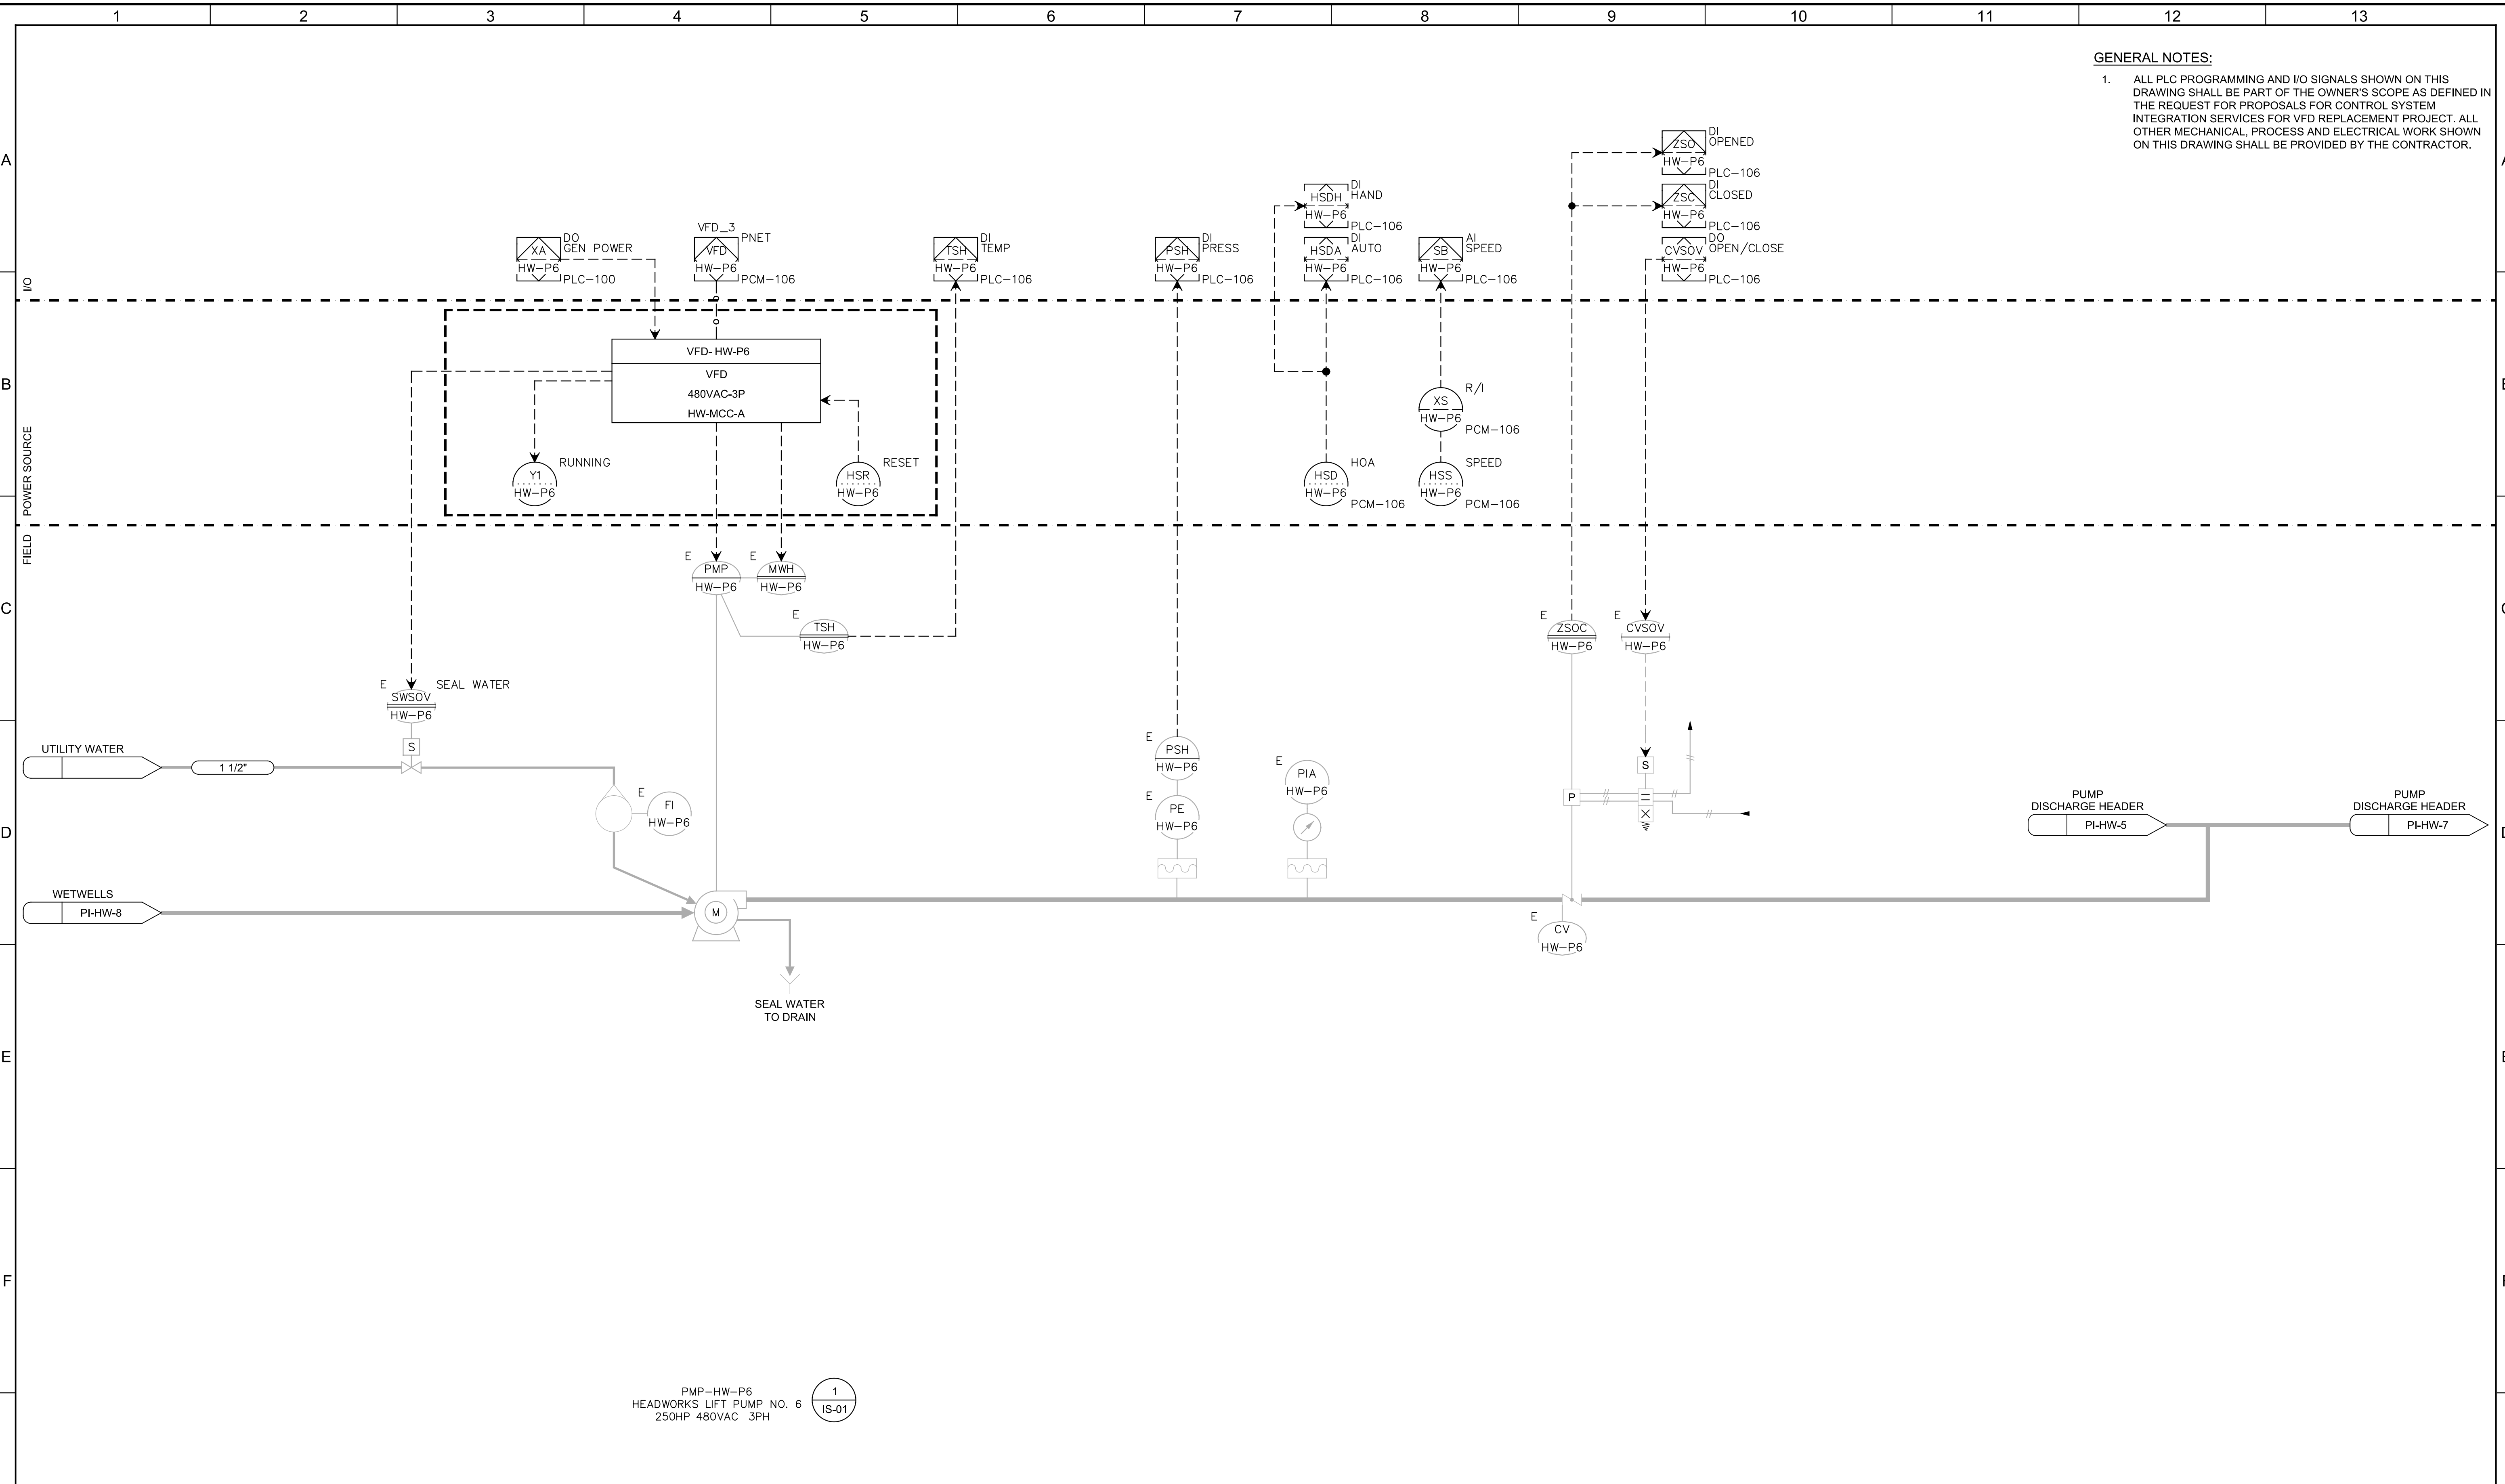 1 2 3 4 5 6 7 8 9 10 11 12 13
GENERAL NOTES:
1. ALL PLC PROGRAMMING AND I/O SIGNALS SHOWN ON THIS
DRAWING SHALL BE PART OF THE OWNER'S SCOPE AS DEFINED IN
THE REQUEST FOR PROPOSALS FOR CONTROL SYSTEM
INTEGRATION SERVICES FOR VFD REPLACEMENT PROJECT. ALL
OTHER MECHANICAL, PROCESS AND ELECTRICAL WORK SHOWN
ON THIS DRAWING SHALL BE PROVIDED BY THE CONTRACTOR.
A
B
C
D
E
F
I/O
POWER SOURCE
FIELD
XA
HW-P6
DO
GEN POWER
PLC-100
VFD_3
VFD
HW-P6
PNET
PCM-106
TSH
HW-P6
DI
TEMP
PLC-106
PSH
HW-P6
DI
PRESS
PLC-106
HSDH
HW-P6
DI
HAND
PLC-106
HSDA
HW-P6
DI
AUTO
PLC-106
SB
HW-P6
AI
SPEED
PLC-106
ZSO
HW-P6
DI
OPENED
PLC-106
ZSC
HW-P6
DI
CLOSED
PLC-106
CVSOV
HW-P6
DO
OPEN/CLOSE
PLC-106
VFD- HW-P6
VFD
480VAC-3P
HW-MCC-A
Y1
HW-P6
RUNNING
HSR
HW-P6
RESET
HSD
HW-P6
HOA
PCM-106
XS
HW-P6
R/I
PCM-106
HSS
HW-P6
SPEED
PCM-106
E
PMP
HW-P6
E
MWH
HW-P6
E
TSH
HW-P6
E
ZSOC
HW-P6
E
CVSOV
HW-P6
E
SWSOV
HW-P6
SEAL WATER
S
UTILITY WATER
1 1/2"
E
FI
HW-P6
E
PSH
HW-P6
E
PE
HW-P6
E
PIA
HW-P6
S
P
PUMP
DISCHARGE HEADER
PI-HW-5
PUMP
DISCHARGE HEADER
PI-HW-7
WETWELLS
PI-HW-8
M
E
CV
HW-P6
SEAL WATER
TO DRAIN
PMP-HW-P6
HEADWORKS LIFT PUMP NO. 6
250HP 480VAC 3PH
1
IS-01